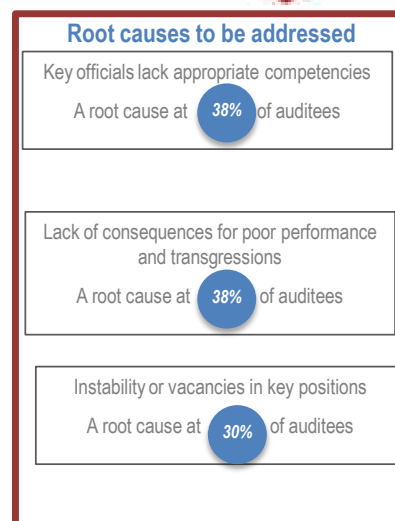 Root causes to be addressed
Key officials lack appropriate competencies
A root cause at 38% of auditees
Lack of consequences for poor performance
and transgressions
A root cause at 38% of auditees
Instability or vacancies in key positions
A root cause at 30% of auditees